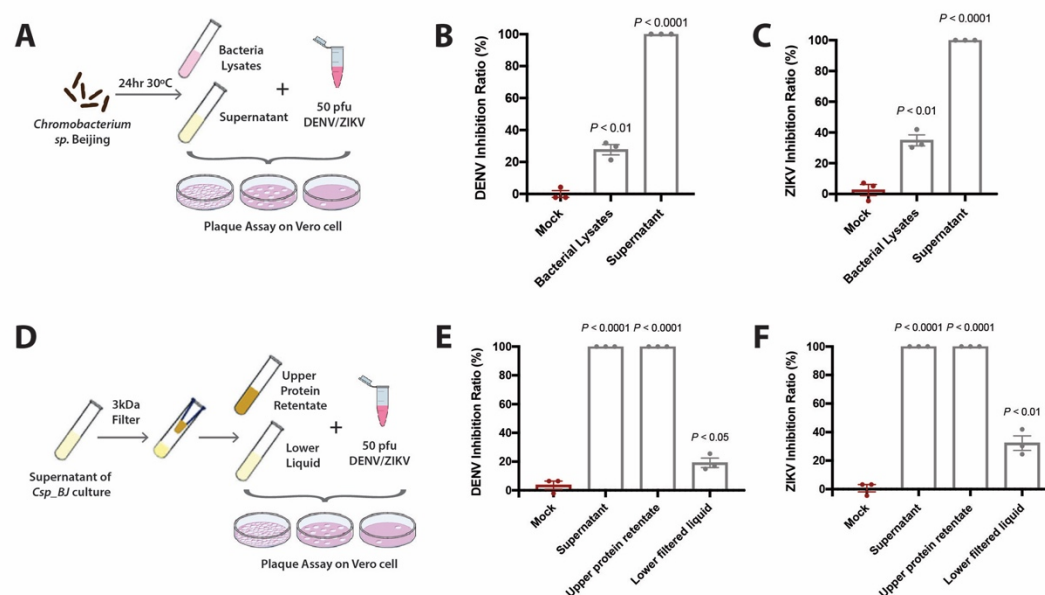 A
Bacteria
Lysates
24hr 30ºC
Chromobacterium
sp. Beijing
Supernatant
+
50 pfu
DENV/ZIKV
Plaque Assay on Vero cell
B
DENV Inhibition Ratio (%)
100
80
60
40
20
0
P < 0.0001
P < 0.01
Mock
Bacterial Lysates
Supernatant
C
ZIKV Inhibition Ratio (%)
100
80
60
40
20
0
P < 0.0001
P < 0.01
Mock
Bacterial Lysates
Supernatant
D
3kDa
Filter
Supernatant of
Csp_BJ culture
Upper
Protein
Retentate
Lower
Liquid
+
50 pfu
DENV/ZIKV
Plaque Assay on Vero cell
E
DENV Inhibition Ratio (%)
100
80
60
40
20
0
P < 0.0001 P < 0.0001
P < 0.05
Mock
Supernatant
Upper protein retentate
Lower filtered liquid
F
ZIKV Inhibition Ratio (%)
100
80
60
40
20
0
P < 0.0001 P < 0.0001
P < 0.01
Mock
Supernatant
Upper protein retentate
Lower filtered liquid